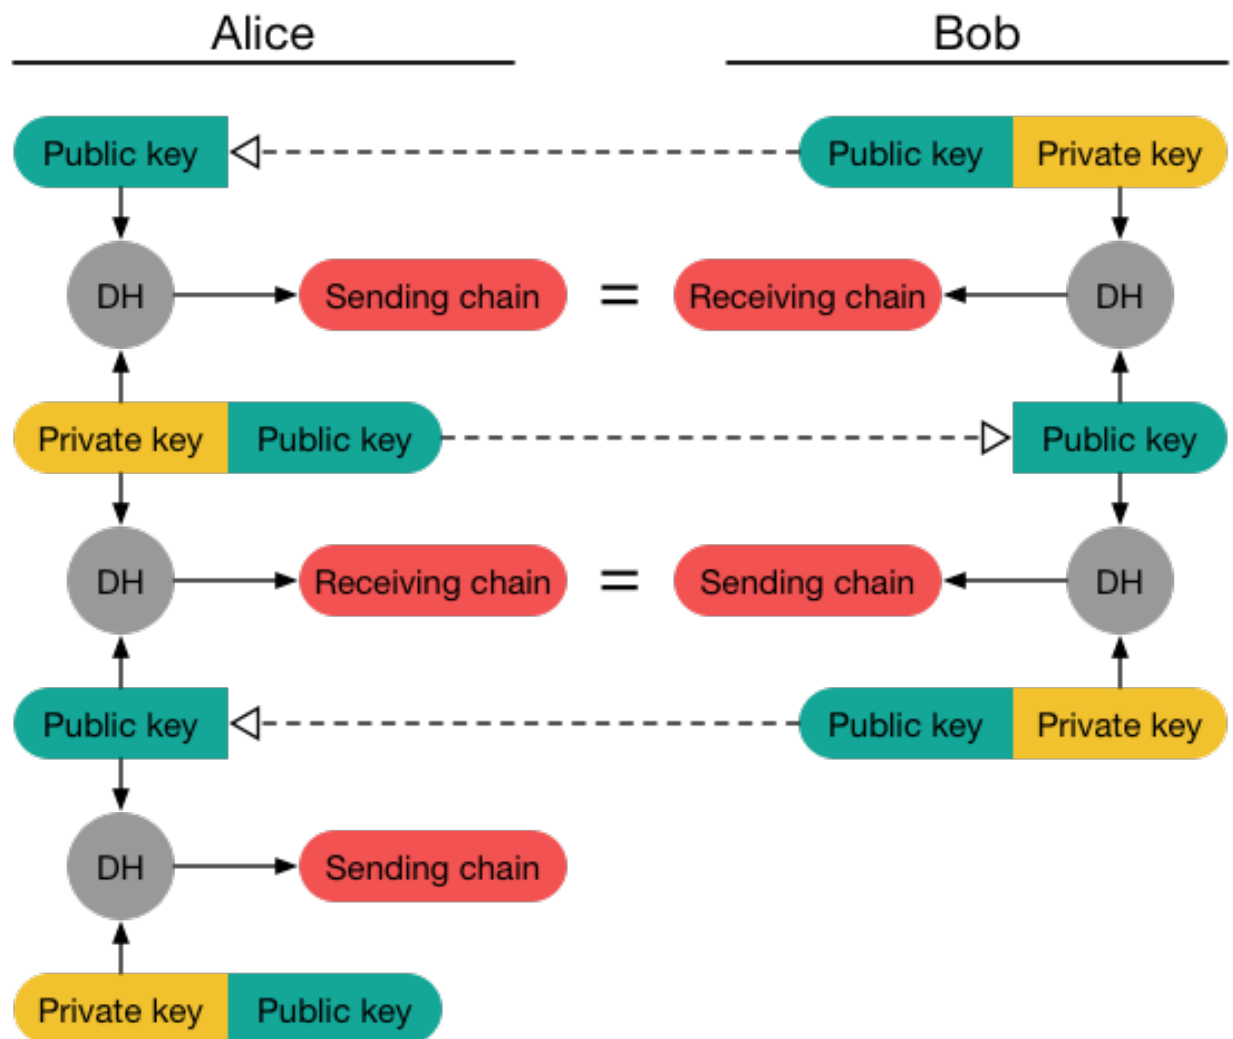 Alice Bob
Public key Public key Private key
DH Sending chain = Receiving chain DH
Private key Public key Public key
DH Receiving chain = Sending chain DH
Public key Public key Private key
DH Sending chain
Private key Public key